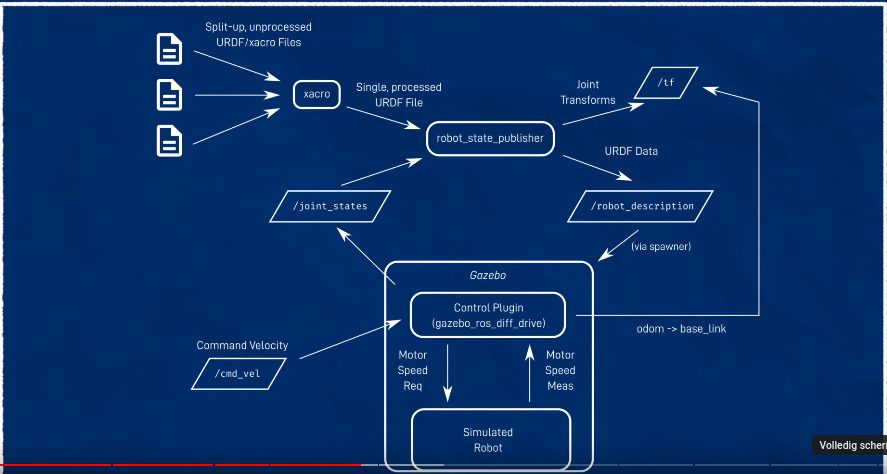 Split-up, unprocessed
URDF/xacro Files
xacro
Single, processed
URDF File
robot_state_publisher
Joint
Transforms
/tf
URDF Data
/joint_states
/robot_description
(via spawner)
Gazebo
Control Plugin
(gazebo_ros_diff_drive)
odom -> base_link
Command Velocity
/cmd_vel
Motor
Speed
Req
Motor
Speed
Meas
Simulated
Robot
Volledig